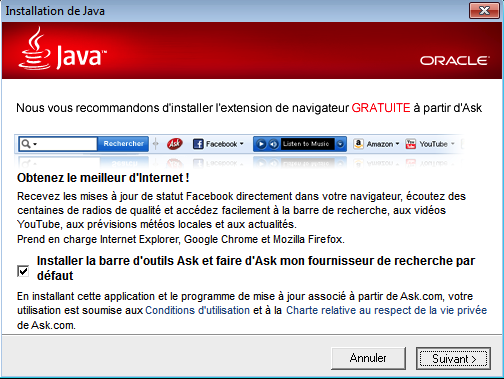 Installation de Java
Java™
ORACLE
Nous vous recommandons d'installer l'extension de navigateur GRATUITE à partir d'Ask
Rechercher Ask Facebook Listen to Music Amazon YouTube
Obtenez le meilleur d'Internet !
Recevez les mises à jour de statut Facebook directement dans votre navigateur, écoutez des
centaines de radios de qualité et accédez facilement à la barre de recherche, aux vidéos
YouTube, aux prévisions météos locales et aux actualités.
Prend en charge Internet Explorer, Google Chrome et Mozilla Firefox.
Installer la barre d'outils Ask et faire d'Ask mon fournisseur de recherche par
défaut
En installant cette application et le programme de mise à jour associé à partir de Ask.com, votre
utilisation est soumise aux Conditions d'utilisation et à la Charte relative au respect de la vie privée
de Ask.com.
Annuler Suivant >